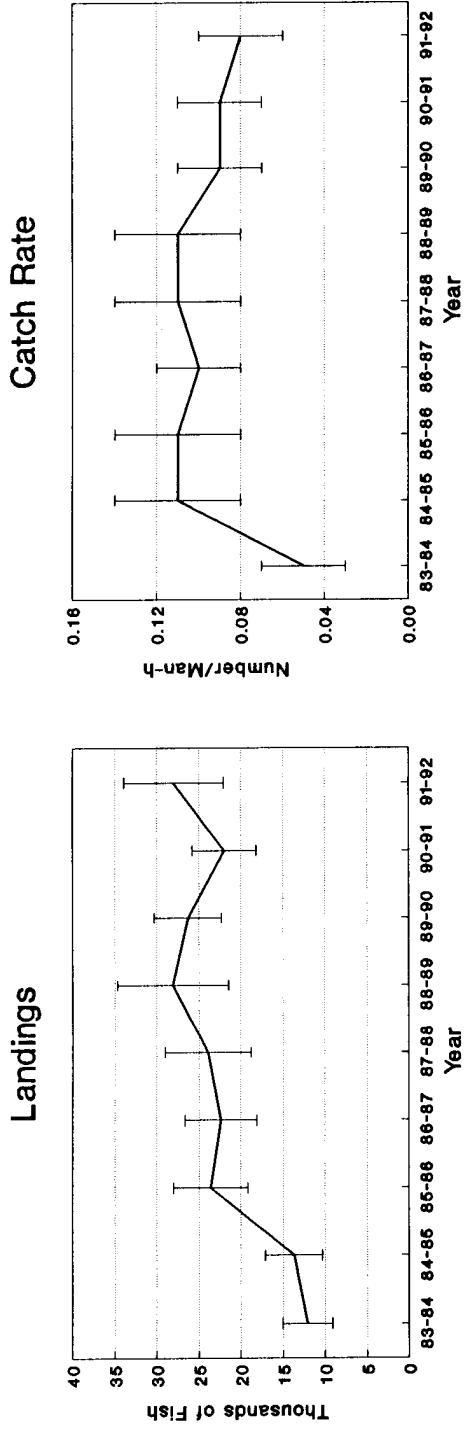 Landings
40
35
30
25
20
15
10
5
0
Thousands of Fish
83-84 84-85 85-86 86-87 87-88 88-89 89-90 90-91 91-92
Year
Catch Rate
0.16
0.12
0.08
0.04
0.00
Number/Man-h
83-84 84-85 85-86 86-87 87-88 88-89 89-90 90-91 91-92
Year